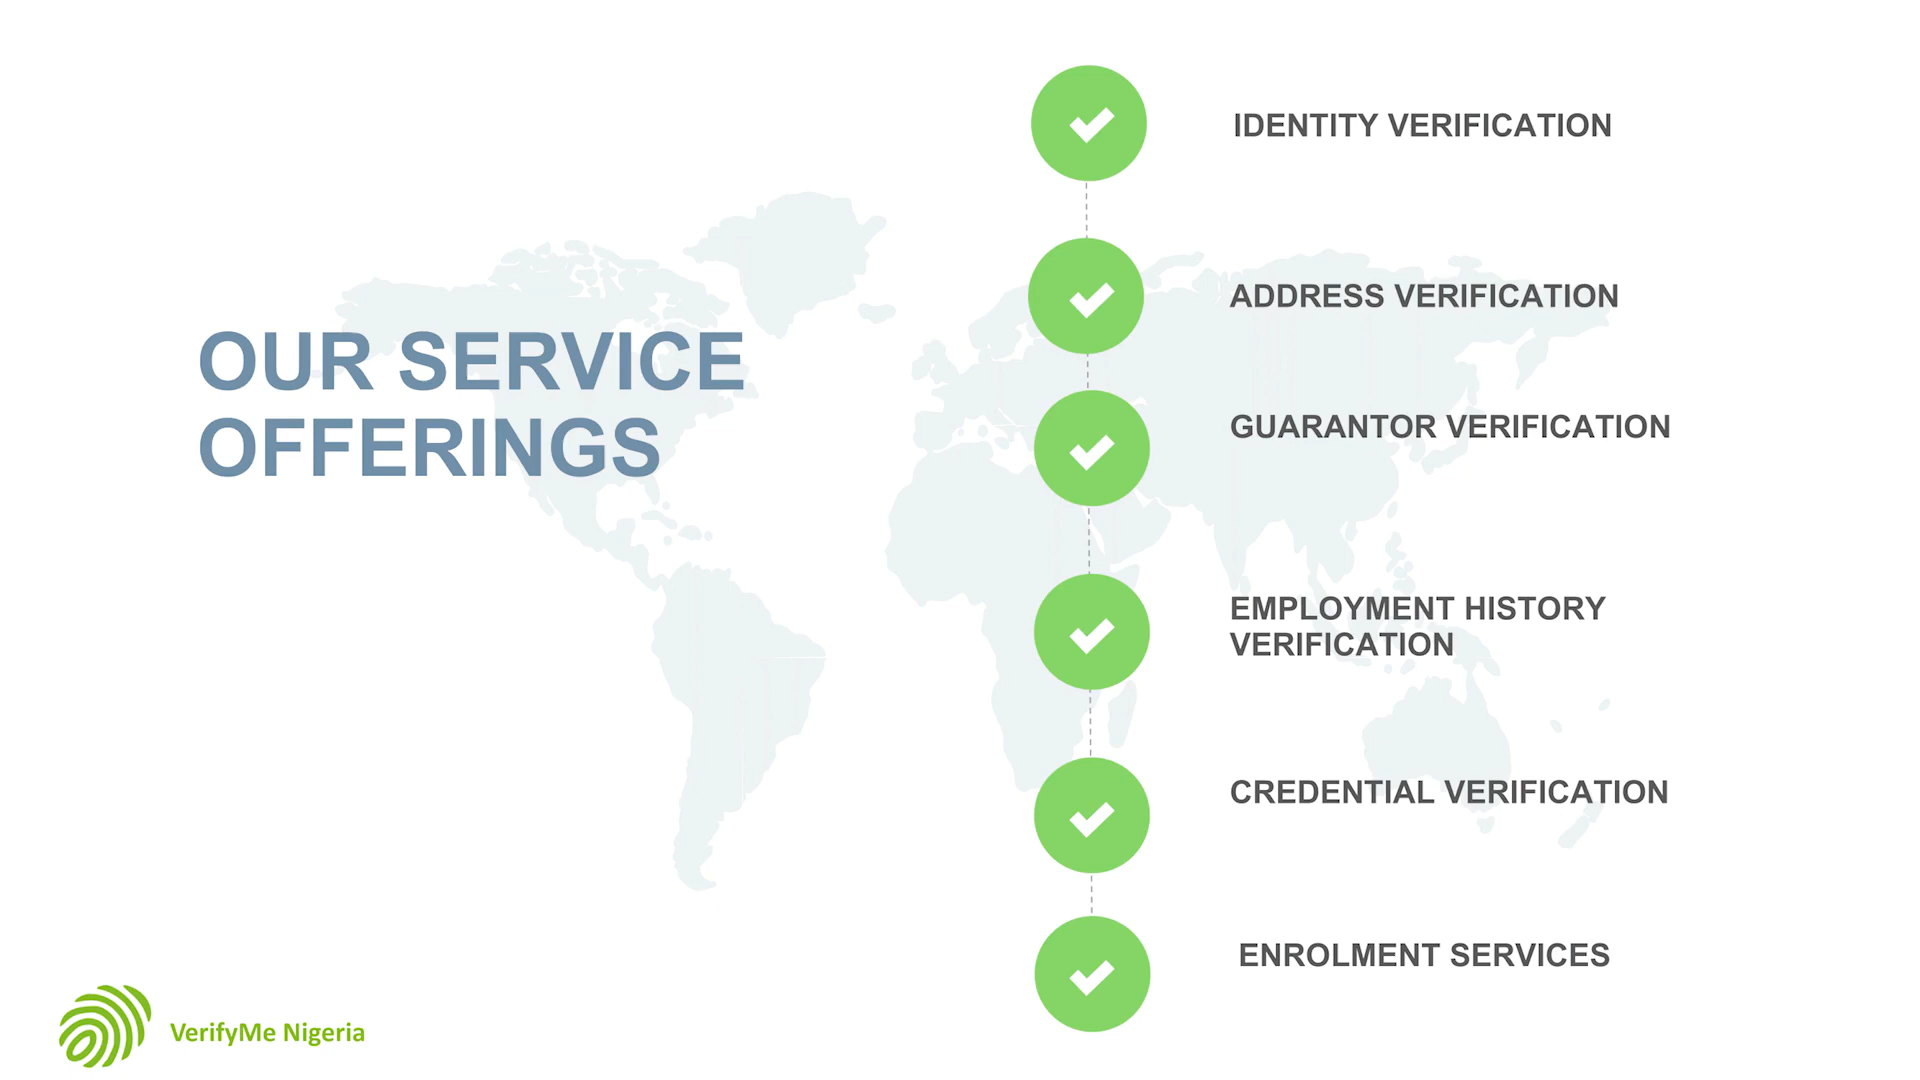 OUR SERVICE
OFFERINGS
IDENTITY VERIFICATION
ADDRESS VERIFICATION
GUARANTOR VERIFICATION
EMPLOYMENT HISTORY
VERIFICATION
CREDENTIAL VERIFICATION
ENROLMENT SERVICES
VerifyMe Nigeria